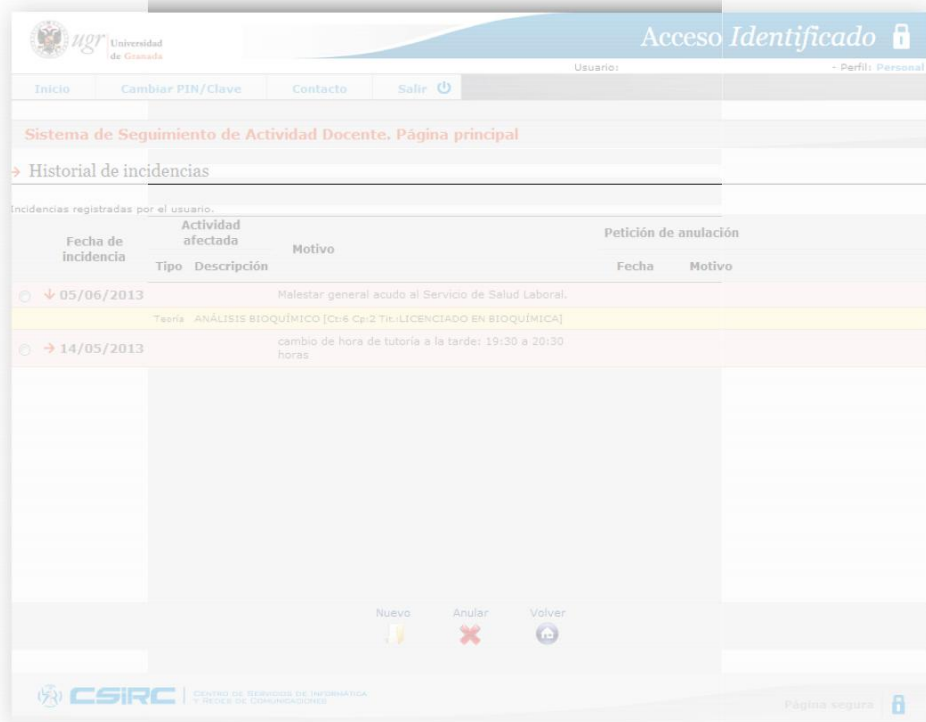 ugr Universidad
de Granada
Acceso Identificado
Usuario: - Perfil: Personal
Inicio Cambiar PIN/Clave Contacto Salir
Sistema de Seguimiento de Actividad Docente. Página principal
Historial de incidencias
Incidencias registradas por el usuario.
Fecha de
incidencia
Actividad
afectada
Motivo
Petición de anulación
Tipo Descripción
Fecha Motivo
05/06/2013 Malestar general acudo al Servicio de Salud Laboral.
Teoría ANÁLISIS BIOQUÍMICO [Ct:6 Cp:2 Tit.:LICENCIADO EN BIOQUÍMICA]
14/05/2013 cambio de hora de tutoría a la tarde: 19:30 a 20:30
horas
Nuevo Anular Volver
CSIRC CENTRO DE SERVICIOS DE INFORMÁTICA
Y REDES DE COMUNICACIONES
Página segura